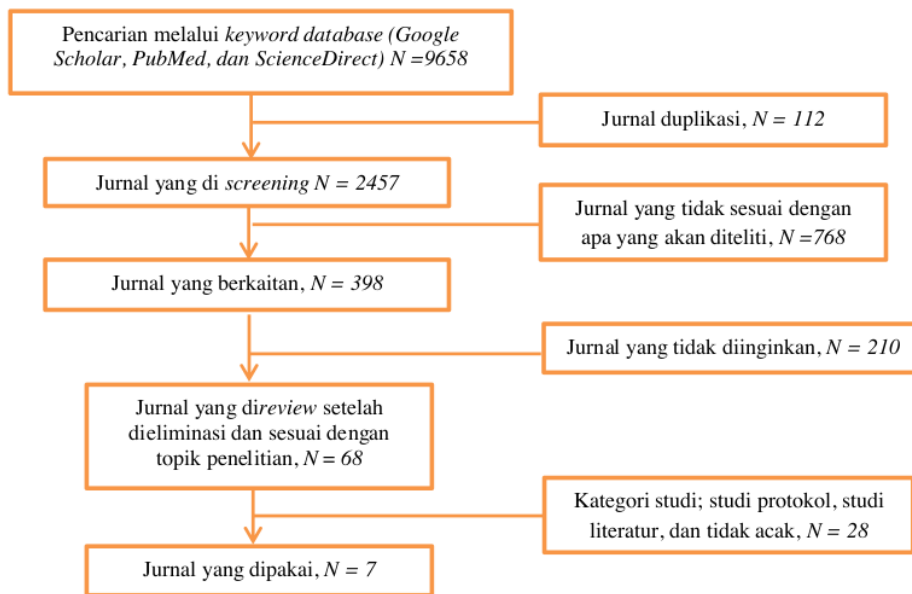 Pencarian melalui keyword database (Google
Scholar, PubMed, dan ScienceDirect) N =9658
Jurnal duplikasi, N = 112
Jurnal yang di screening N = 2457
Jurnal yang tidak sesuai dengan
apa yang akan diteliti, N =768
Jurnal yang berkaitan, N = 398
Jurnal yang tidak diinginkan, N = 210
Jurnal yang direview setelah
dieliminasi dan sesuai dengan
topik penelitian, N = 68
Kategori studi; studi protokol, studi
literatur, dan tidak acak, N = 28
Jurnal yang dipakai, N = 7